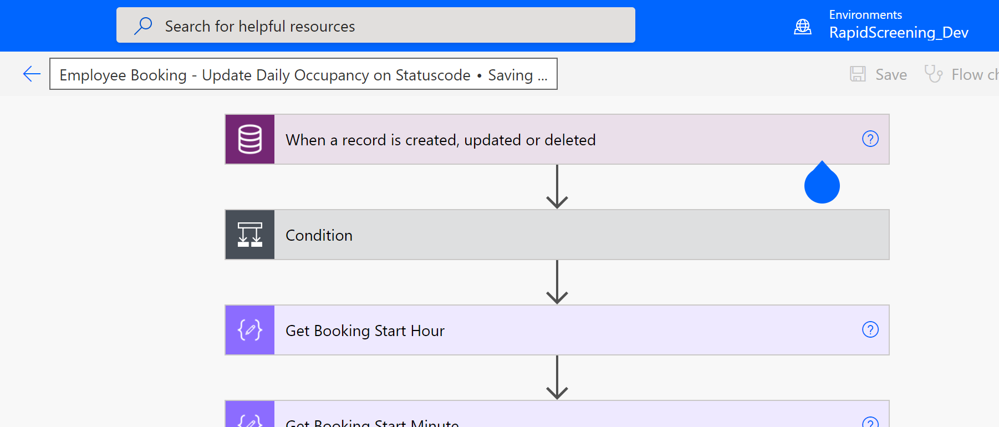 Search for helpful resources
Environments
RapidScreening_Dev
Employee Booking - Update Daily Occupancy on Statuscode • Saving ...
Save
Flow ch
When a record is created, updated or deleted
?
Condition
Get Booking Start Hour
?
Get Booking Start Minute
?